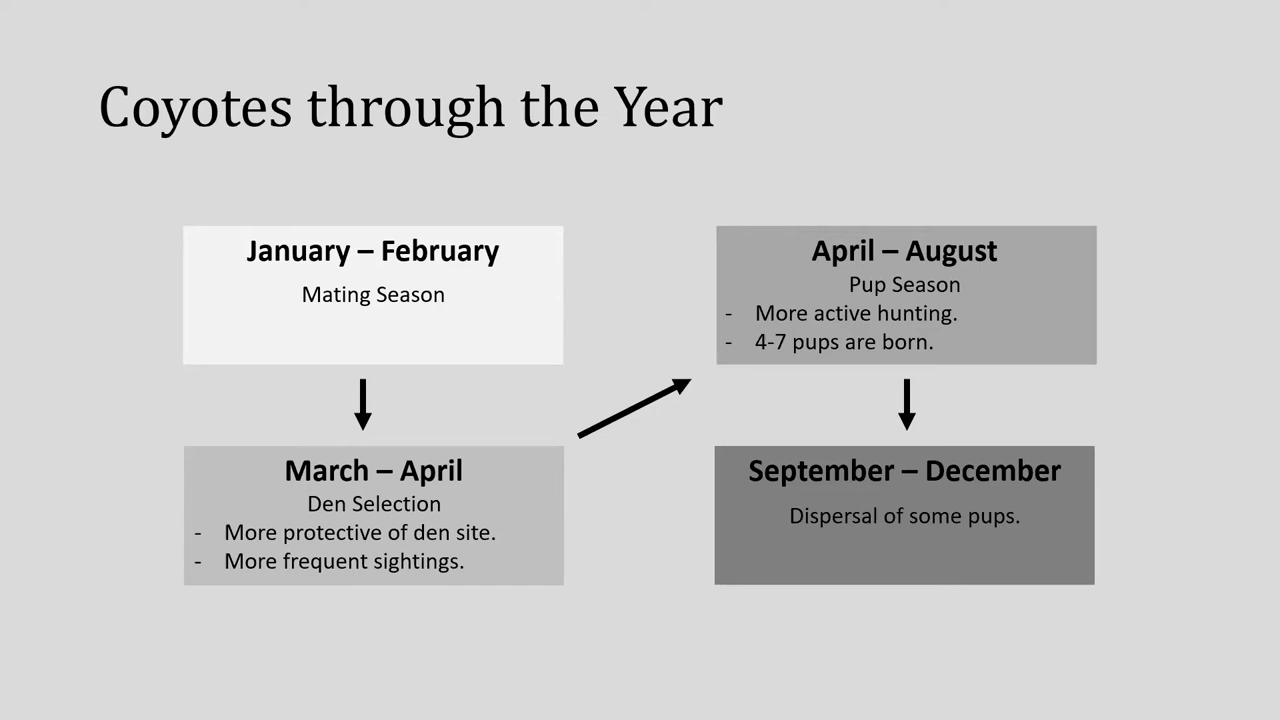 Coyotes through the Year
January – February
Mating Season
March – April
Den Selection
- More protective of den site.
- More frequent sightings.
April – August
Pup Season
- More active hunting.
- 4-7 pups are born.
September – December
Dispersal of some pups.